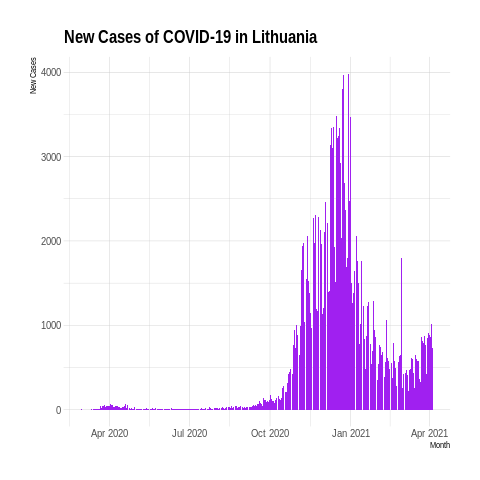 New Cases of COVID-19 in Lithuania
New Cases
4000
3000
2000
1000
0
Apr 2020 Jul 2020 Oct 2020 Jan 2021 Apr 2021
Month